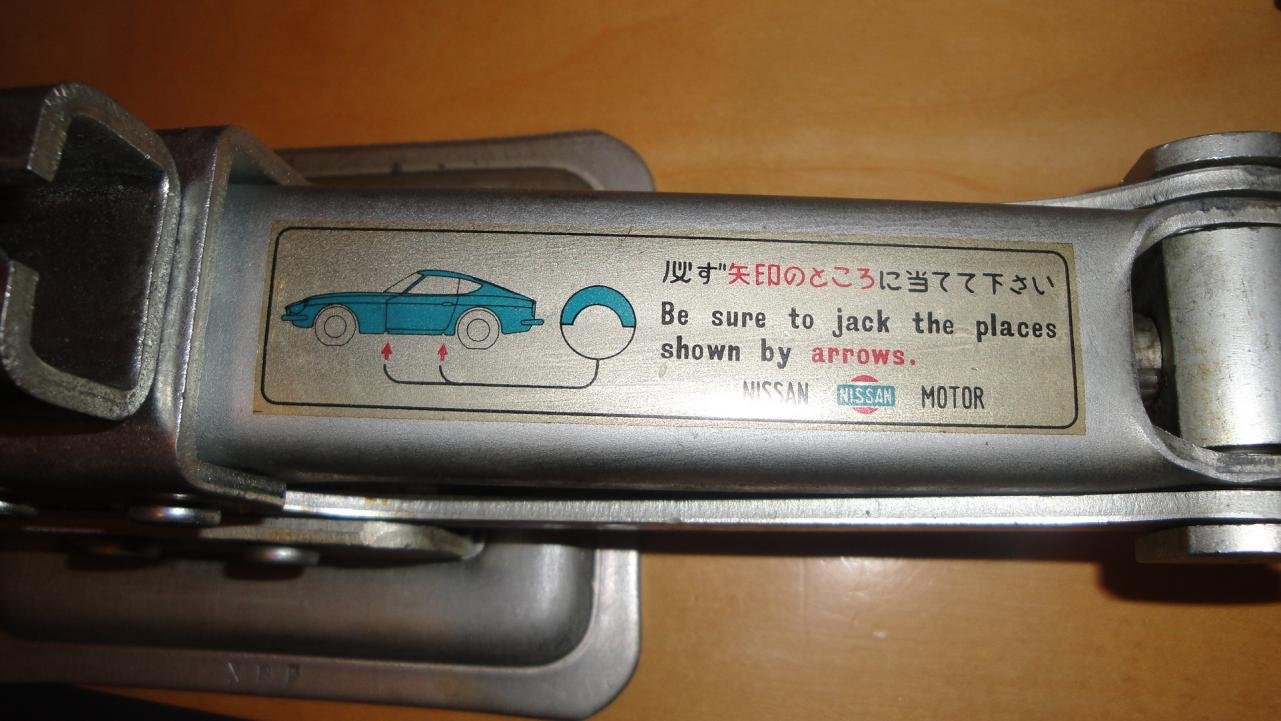 必ず矢印のところに当てて下さい
Be sure to jack the places
shown by arrows.
NISSAN NISSAN MOTOR